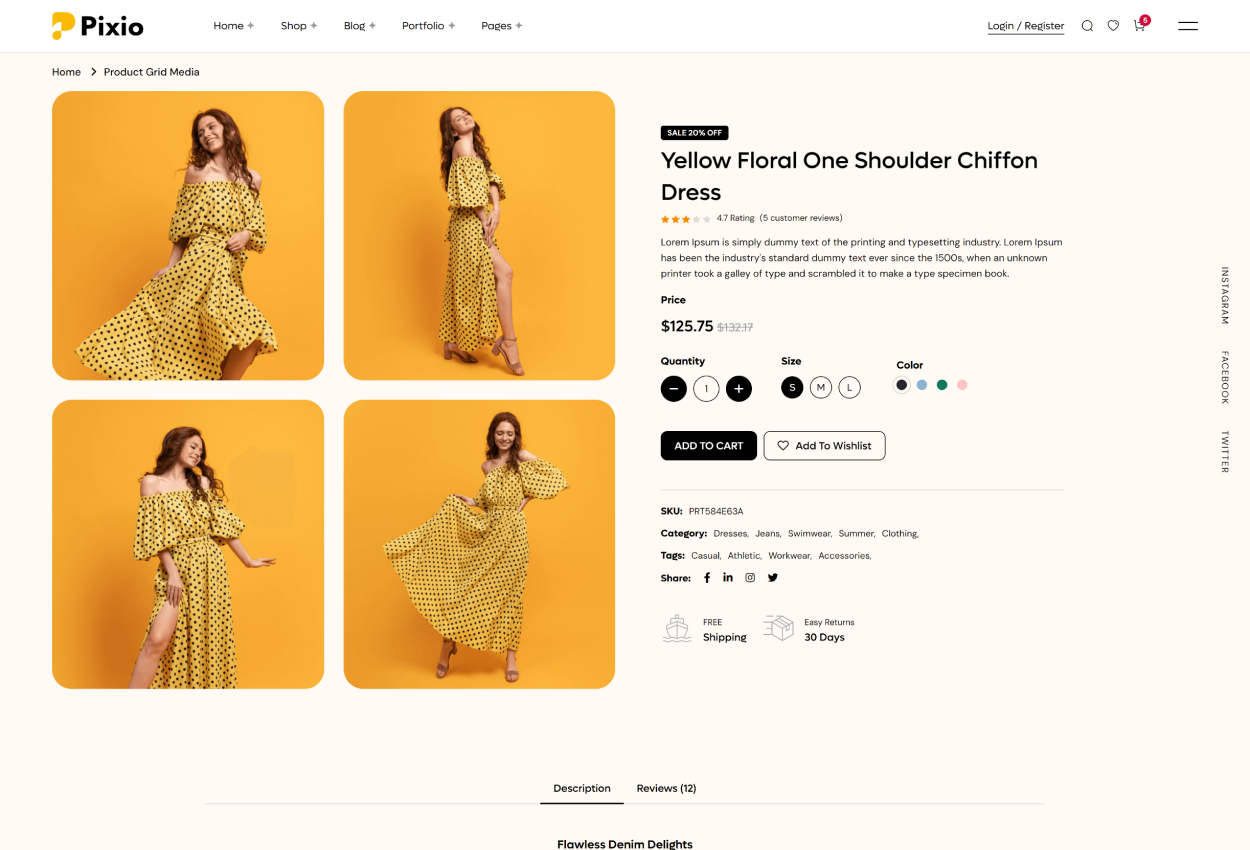 Pixio
Home Shop Blog Portfolio Pages
Login / Register 5
Home Product Grid Media
SALE 20% OFF
Yellow Floral One Shoulder Chiffon
Dress
4.7 Rating (5 customer reviews)
Lorem Ipsum is simply dummy text of the printing and typesetting industry. Lorem Ipsum
has been the industry's standard dummy text ever since the 1500s, when an unknown
printer took a galley of type and scrambled it to make a type specimen book.
Price
$125.75 $132.17
Quantity Size Color
1 S M L
ADD TO CART Add To Wishlist
SKU: PRT584E63A
Category: Dresses, Jeans, Swimwear, Summer, Clothing,
Tags: Casual, Athletic, Workwear, Accessories,
Share:
FREE
Shipping
Easy Returns
30 Days
INSTAGRAM
FACEBOOK
TWITTER
Description Reviews (12)
Flawless Denim Delights